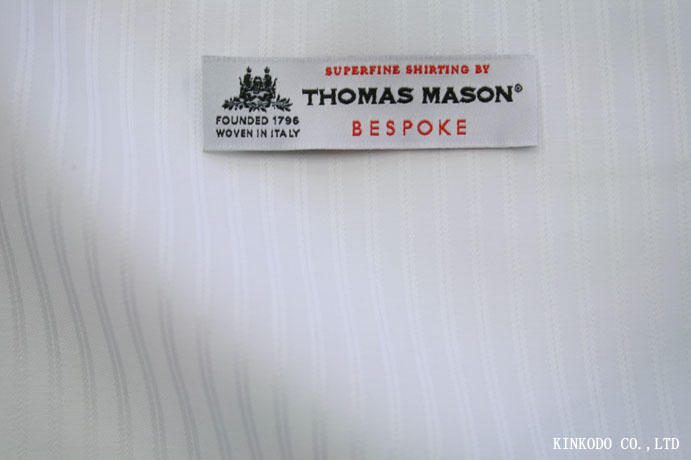 SUPERFINE SHIRTING BY
THOMAS MASON®
BESPOKE
FOUNDED 1796
WOVEN IN ITALY
KINKODO CO.,LTD